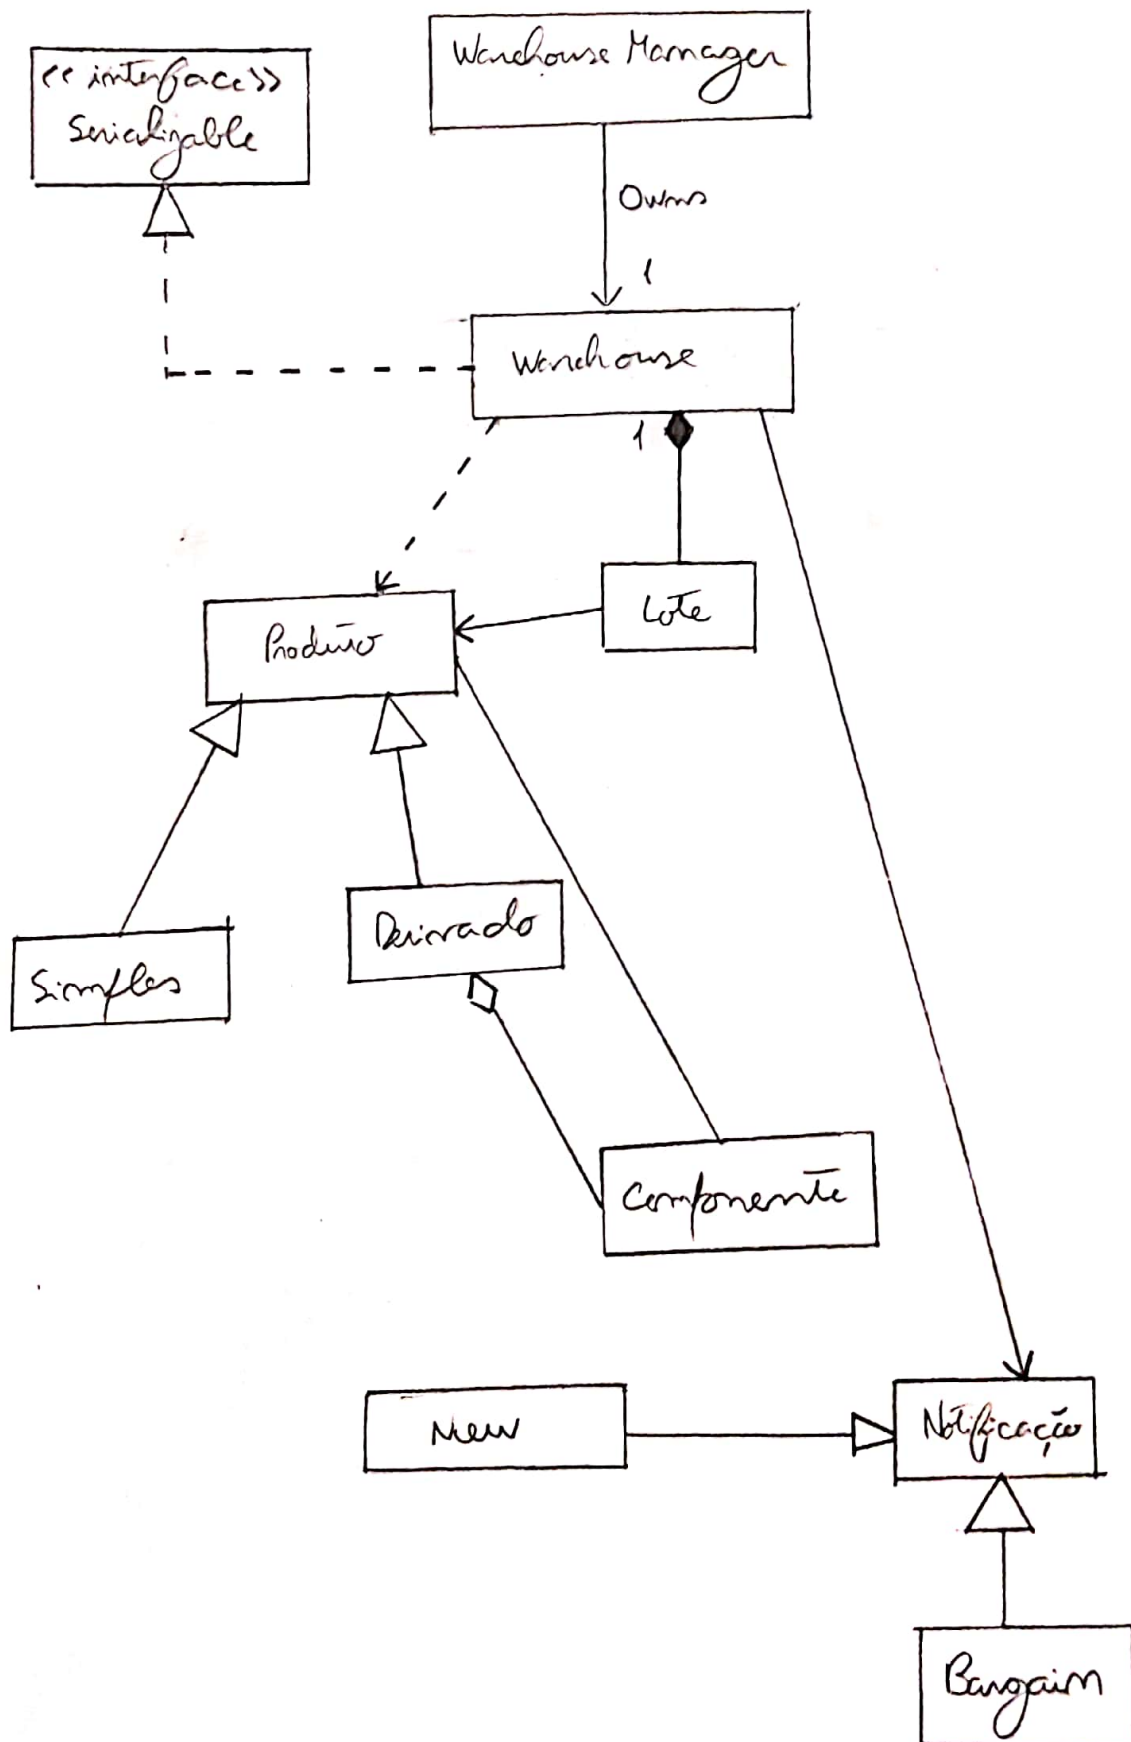 Warehouse Manager
<< interface>>
Serializable
Owns
1
Warehouse
1
Lote
Produto
Derivado
Simples
Componente
New
Notificação
Bargain